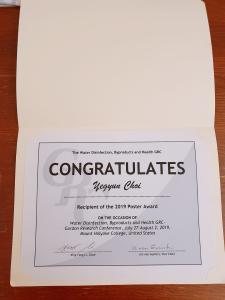 The Water Disinfection, Byproducts and Health GRC
CONGRATULATES
Yegyun Choi
Recipient of the 2019 Poster Award
ON THE OCCASION OF
Water Disinfection, Byproducts and Health GRC
Gordon Research Conference, July 27-August 2, 2019,
Mount Holyoke College, United States